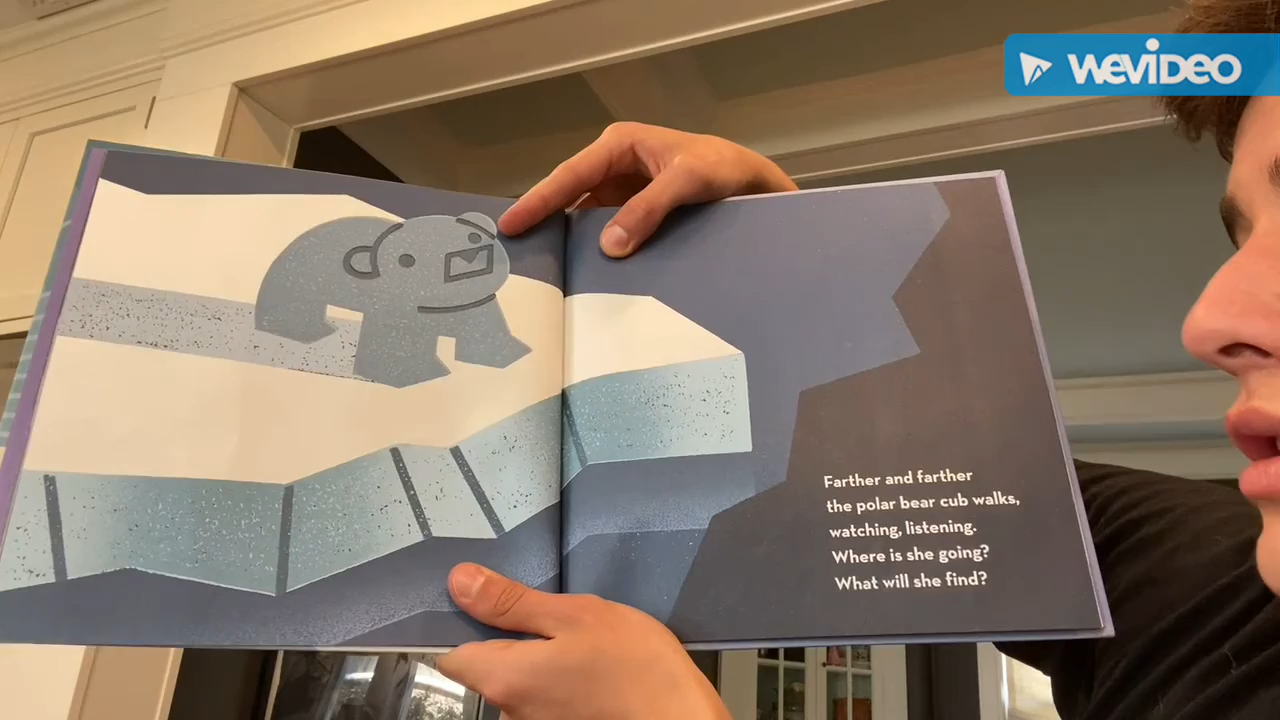 WEVIDEO
Farther and farther
the polar bear cub walks,
watching, listening.
Where is she going?
What will she find?